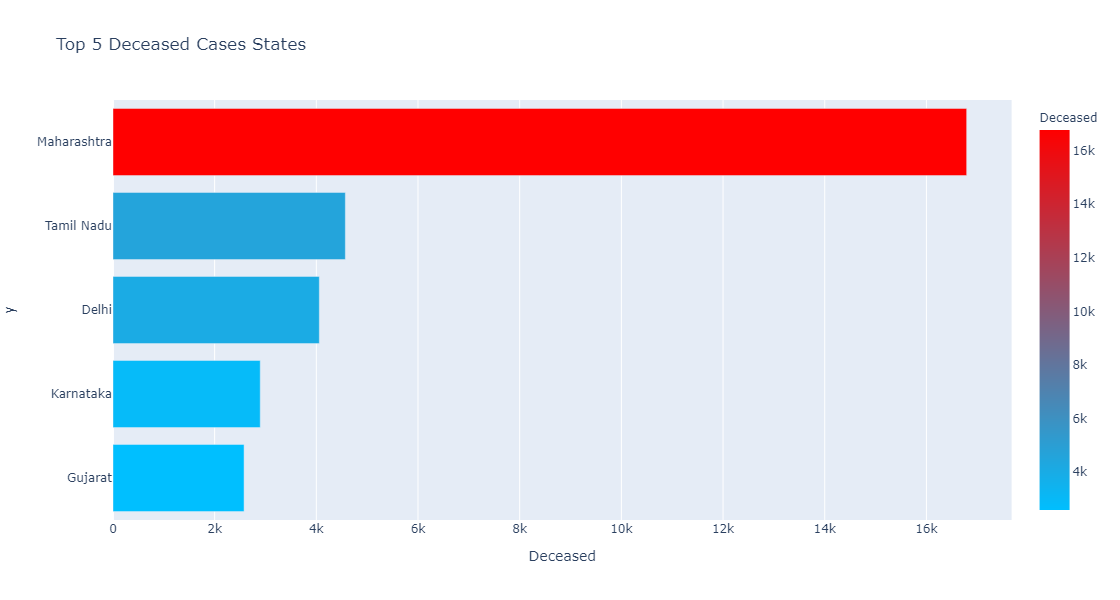 Top 5 Deceased Cases States
Deceased
Maharashtra
Tamil Nadu
Delhi
Karnataka
Gujarat
y
0 2k 4k 6k 8k 10k 12k 14k 16k
Deceased
16k
14k
12k
10k
8k
6k
4k